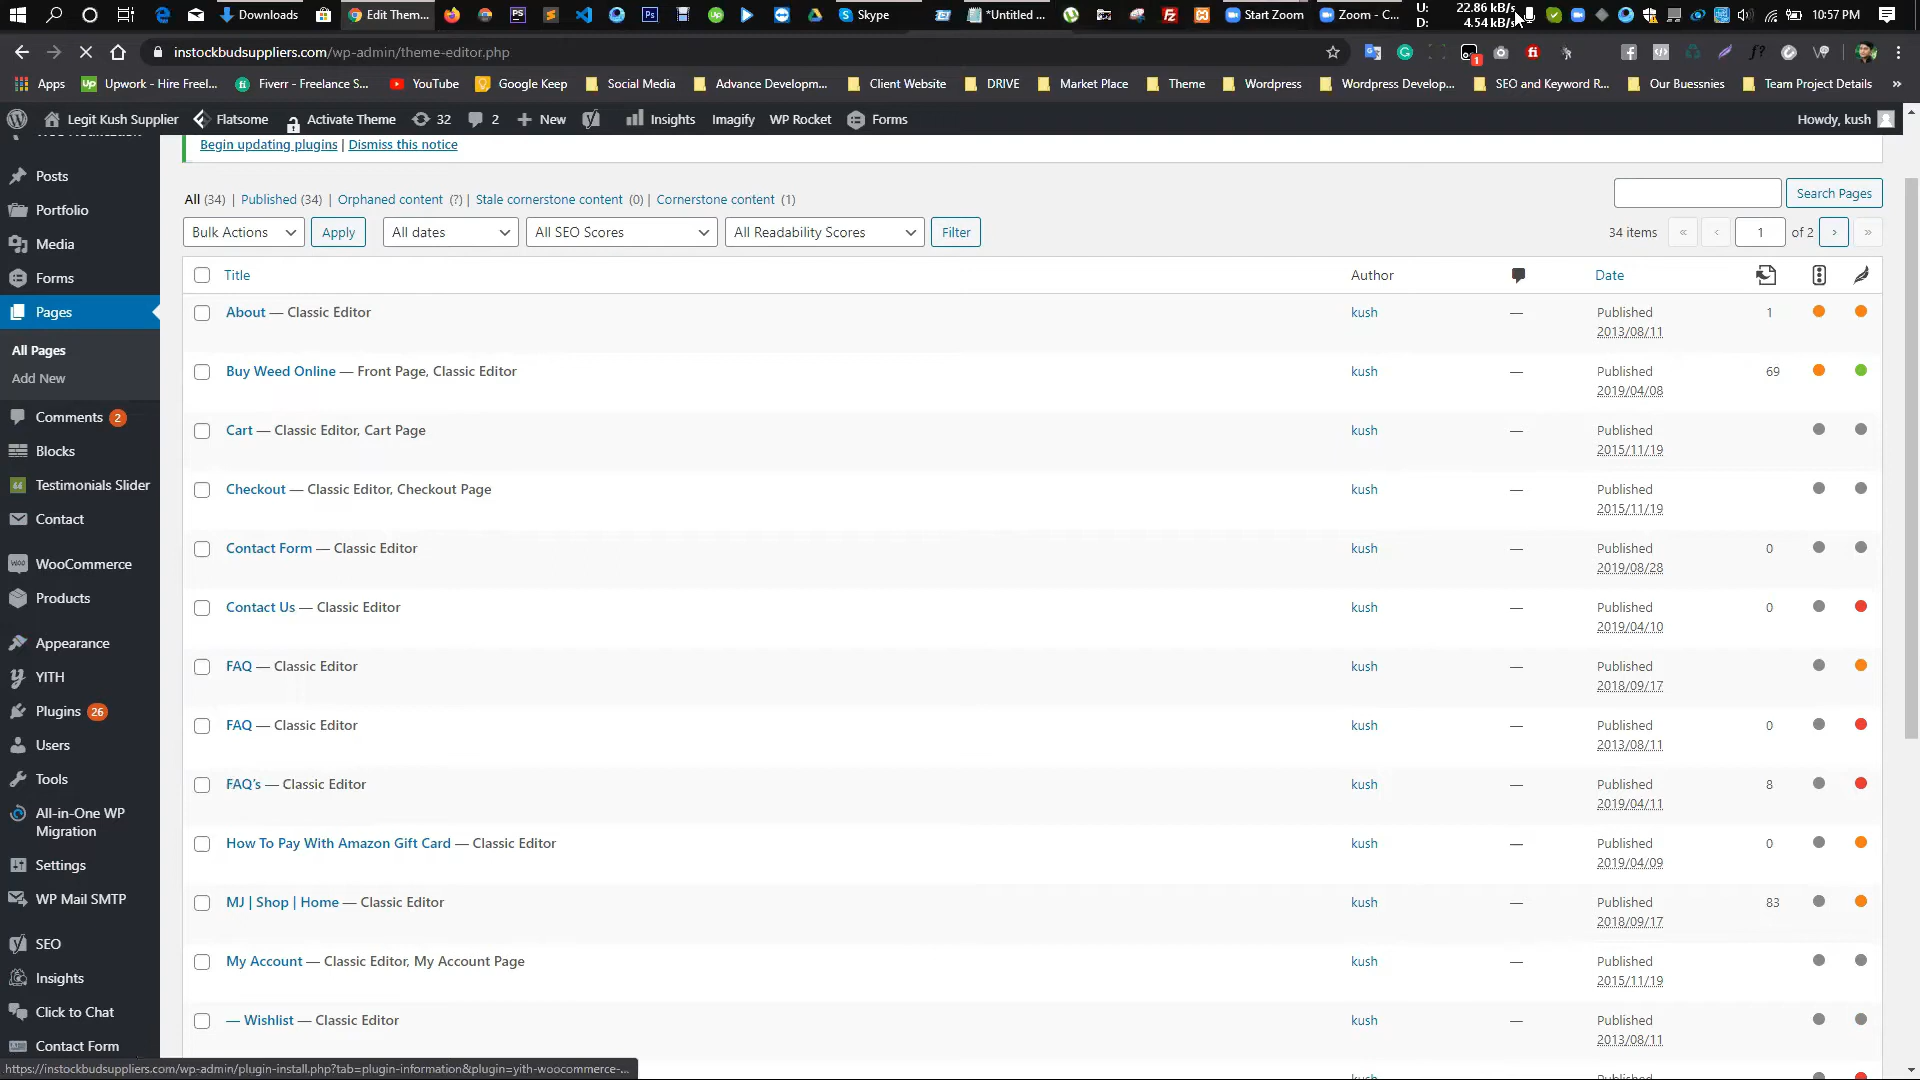 Downloads
Edit Them...
*Untitled ...
Skype
Start Zoom
Zoom - C...
U: 22.86 kB/s
D: 4.54 kB/s
10:57 PM
instockbudsuppliers.com/wp-admin/theme-editor.php
Apps
Upwork - Hire Freel...
Fiverr - Freelance S...
YouTube
Google Keep
Social Media
Advance Developm...
Client Website
DRIVE
Market Place
Theme
Wordpress
Wordpress Develop...
SEO and Keyword R...
Our Buessnies
Team Project Details
»
Legit Kush Supplier
Flatsome
Activate Theme
32
2
New
Insights
Imagify
WP Rocket
Forms
Howdy, kush
Begin updating plugins | Dismiss this notice
Posts
Portfolio
Media
Forms
Pages
All Pages
Add New
Comments 2
Blocks
Testimonials Slider
Contact
WooCommerce
Products
Appearance
YITH
Plugins 26
Users
Tools
All-in-One WP
Migration
Settings
WP Mail SMTP
SEO
Insights
Click to Chat
Contact Form
All (34) | Published (34) | Orphaned content (?) | Stale cornerstone content (0) | Cornerstone content (1)
Search Pages
Bulk Actions
Apply
All dates
All SEO Scores
All Readability Scores
Filter
34 items « ‹ 1 of 2 › »
Title Author Date
About — Classic Editor kush — Published 1
2013/08/11
Buy Weed Online — Front Page, Classic Editor kush — Published 69
2019/04/08
Cart — Classic Editor, Cart Page kush — Published
2015/11/19
Checkout — Classic Editor, Checkout Page kush — Published
2015/11/19
Contact Form — Classic Editor kush — Published 0
2019/08/28
Contact Us — Classic Editor kush — Published 0
2019/04/10
FAQ — Classic Editor kush — Published
2018/09/17
FAQ — Classic Editor kush — Published 0
2013/08/11
FAQ's — Classic Editor kush — Published 8
2019/04/11
How To Pay With Amazon Gift Card — Classic Editor kush — Published 0
2019/04/09
MJ | Shop | Home — Classic Editor kush — Published 83
2018/09/17
My Account — Classic Editor, My Account Page kush — Published
2015/11/19
— Wishlist — Classic Editor kush — Published
2013/08/11
https://instockbudsuppliers.com/wp-admin/plugin-install.php?tab=plugin-information&plugin=yith-woocommerce-...